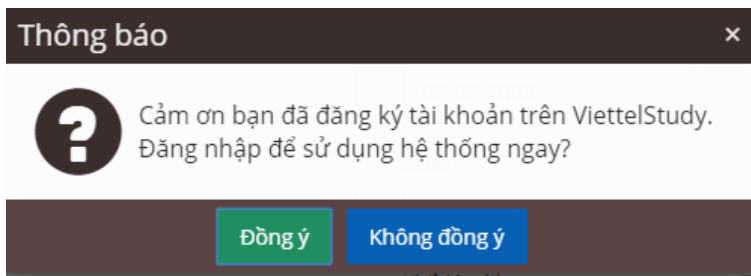 Thông báo
×
Cảm ơn bạn đã đăng ký tài khoản trên ViettelStudy.
Đăng nhập để sử dụng hệ thống ngay?
Đồng ý
Không đồng ý